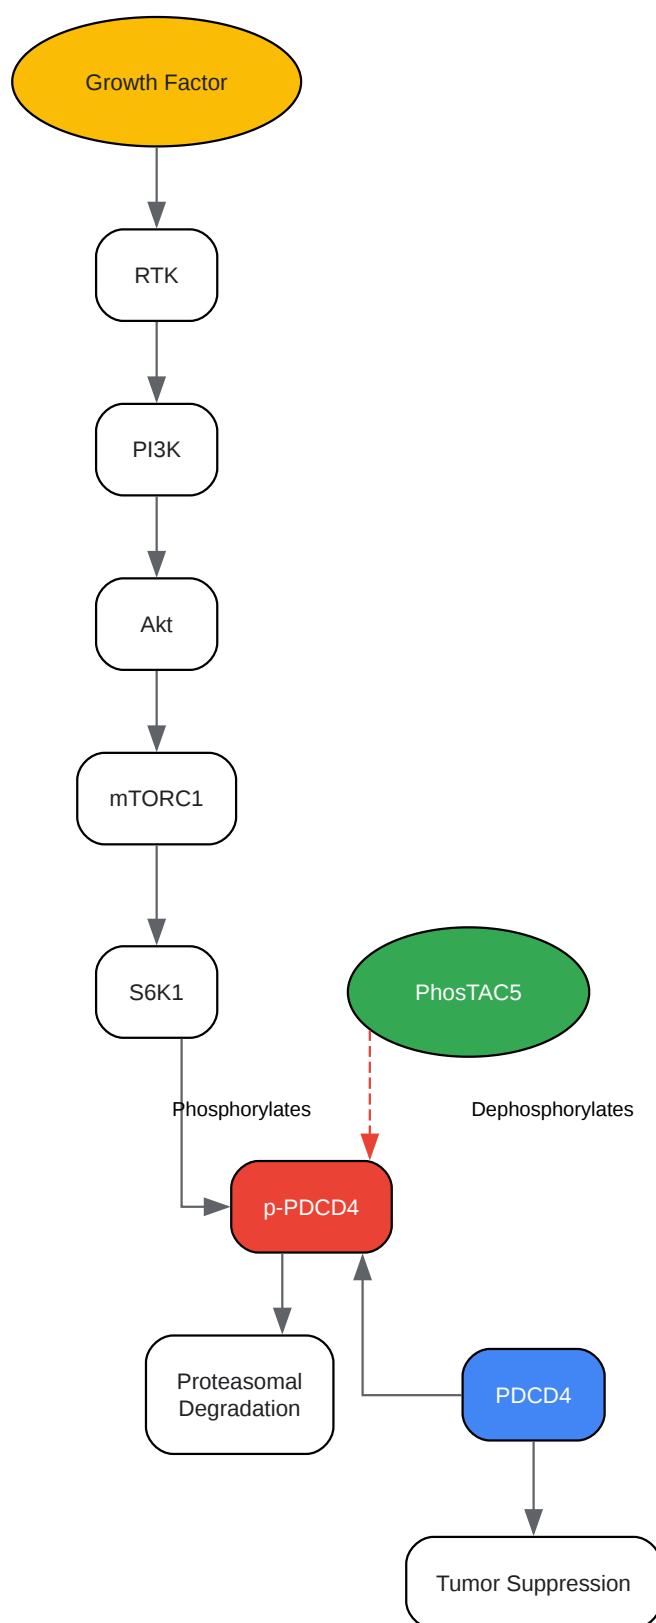 Growth Factor
RTK
PI3K
Akt
mTORC1
S6K1
PhosTAC5
Phosphorylates
Dephosphorylates
p-PDCD4
Proteasomal
Degradation
PDCD4
Tumor Suppression